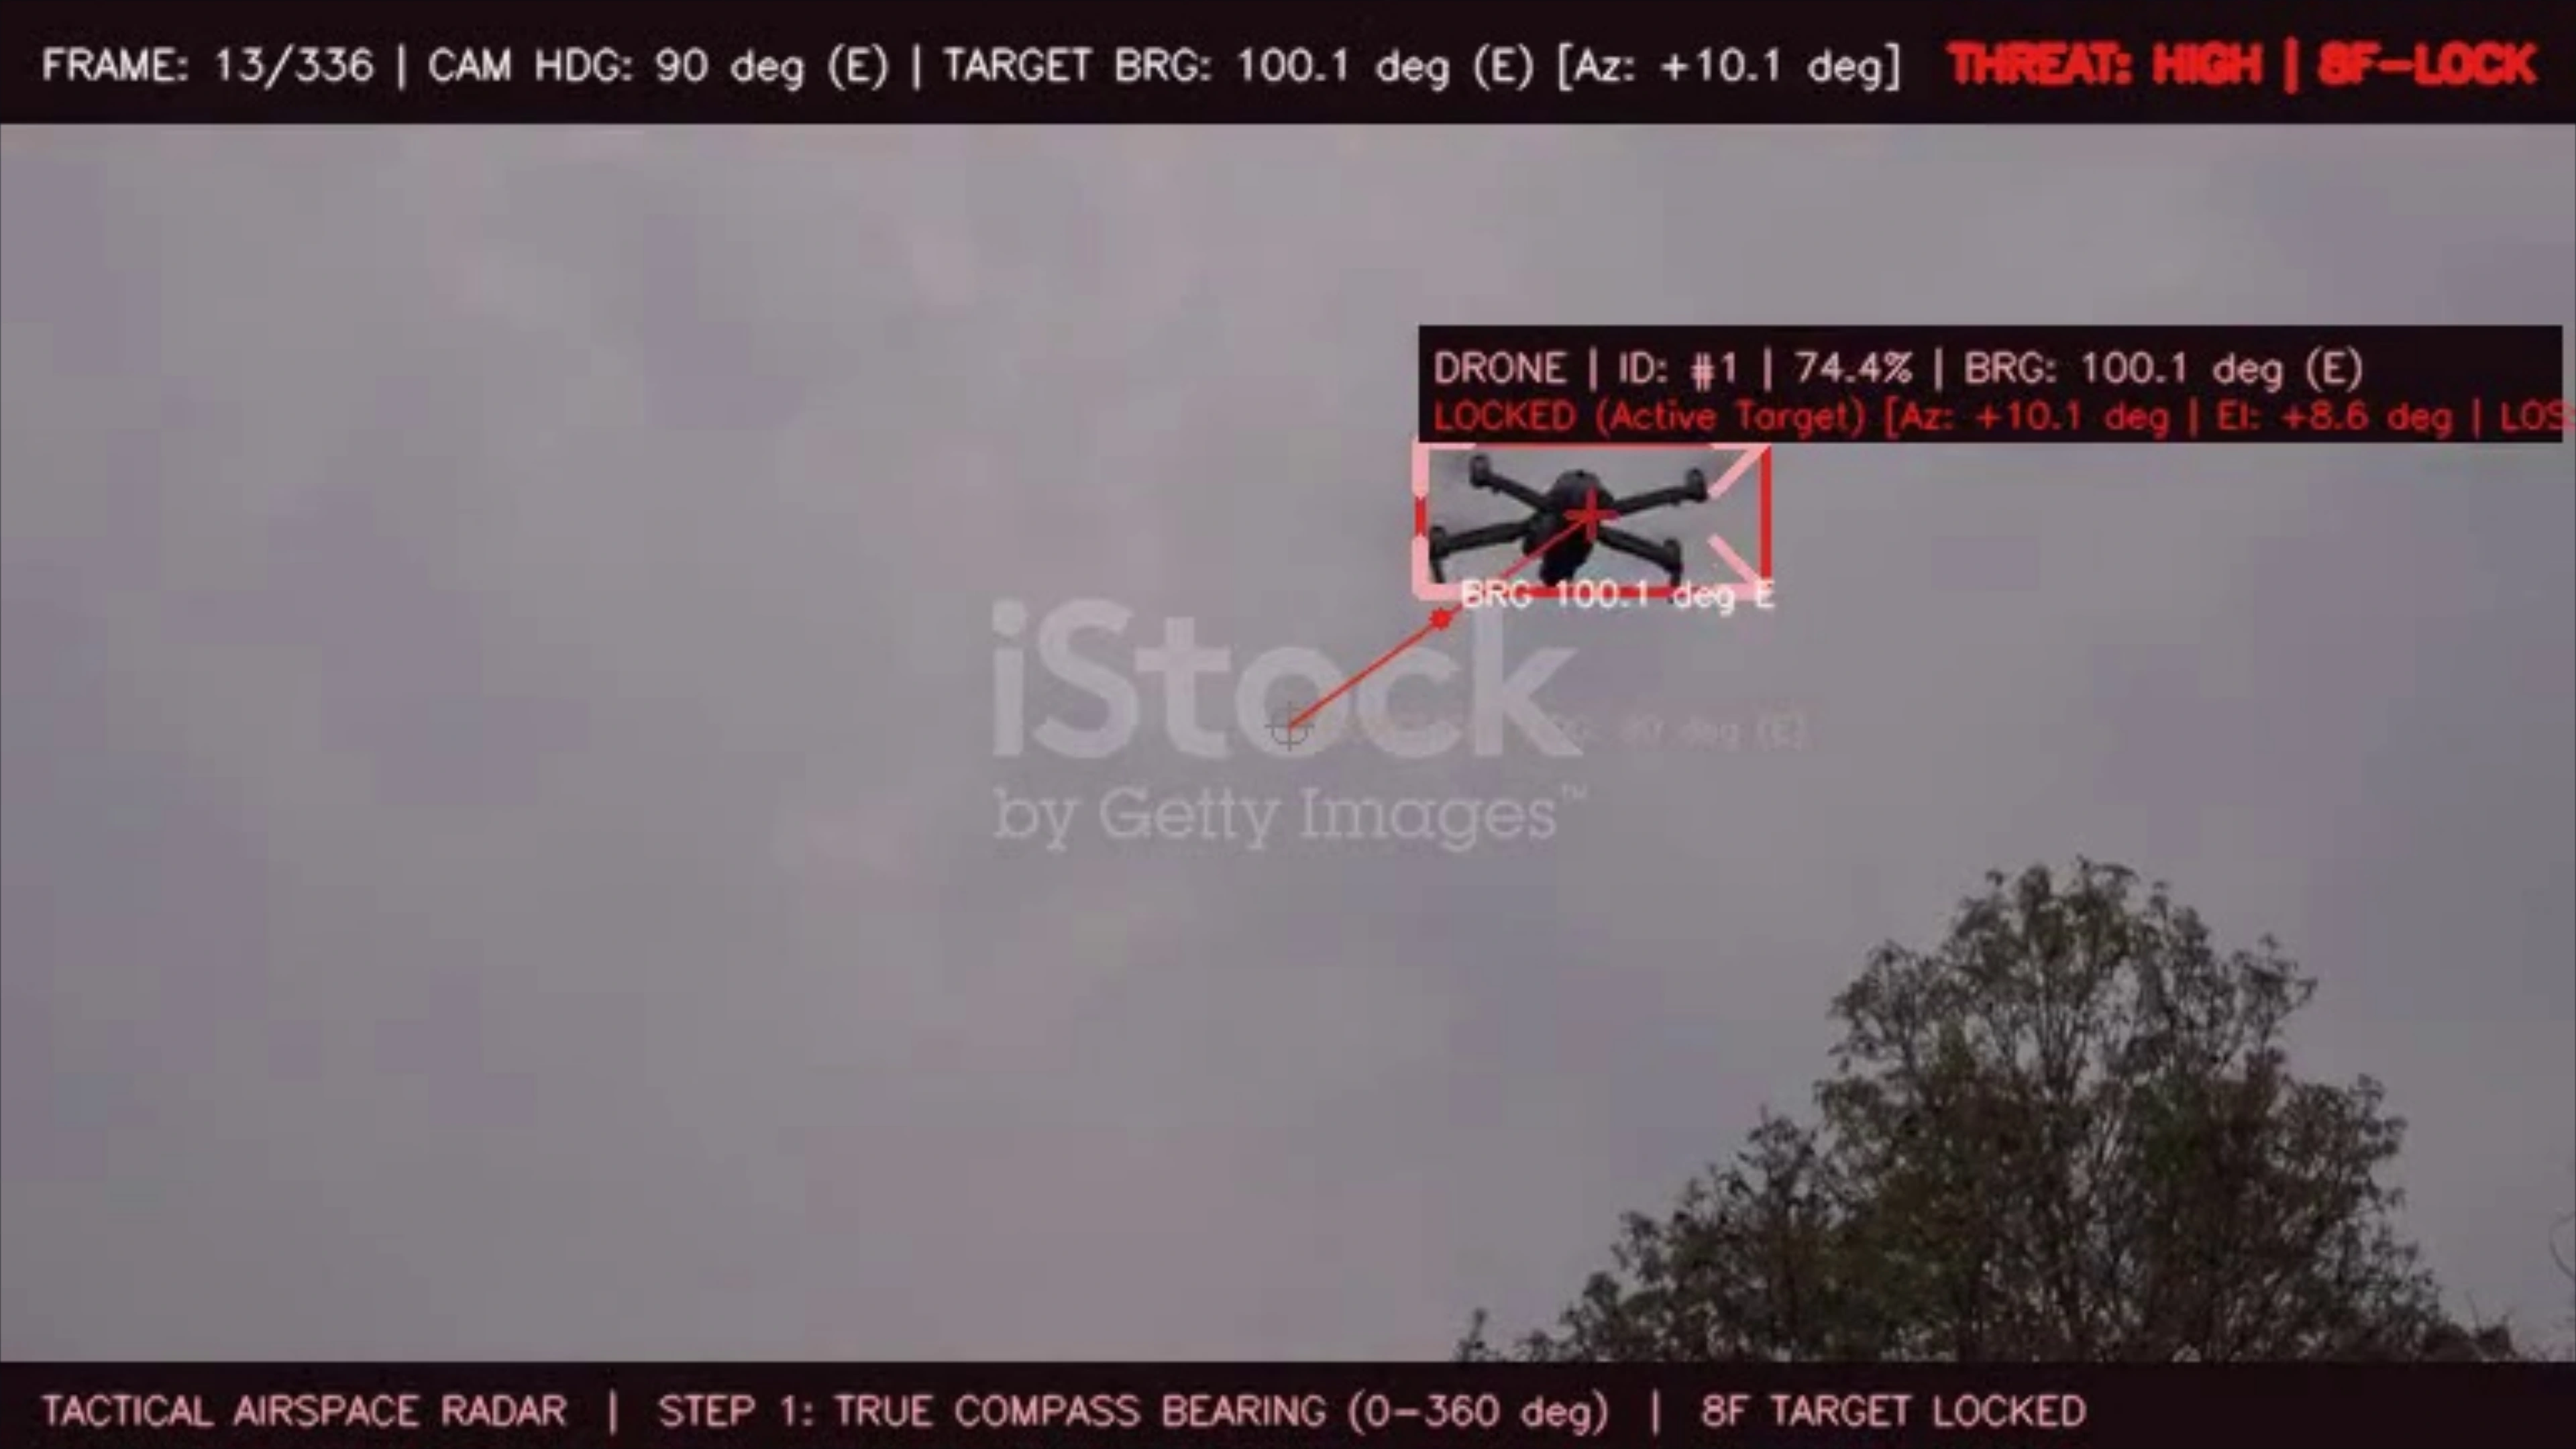 FRAME: 13/336 | CAM HDG: 90 deg (E) | TARGET BRG: 100.1 deg (E) [Az: +10.1 deg] THREAT: HIGH | 8F-LOCK
DRONE | ID: #1 | 74.4% | BRG: 100.1 deg (E)
LOCKED (Active Target) [Az: +10.1 deg | El: +8.6 deg | LOS
BRG 100.1 deg E
iStock
deg (E)
by Getty Images™
TACTICAL AIRSPACE RADAR | STEP 1: TRUE COMPASS BEARING (0-360 deg) | 8F TARGET LOCKED